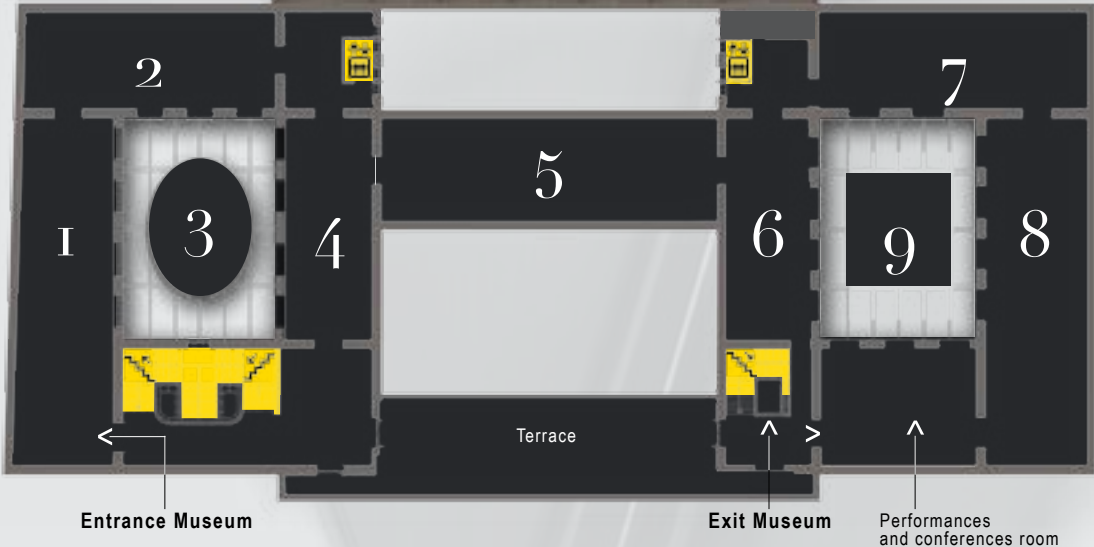 2
7
5
1
3
4
6
9
8
Terrace
<
>
^
^
Entrance Museum
Exit Museum
Performances
and conferences room